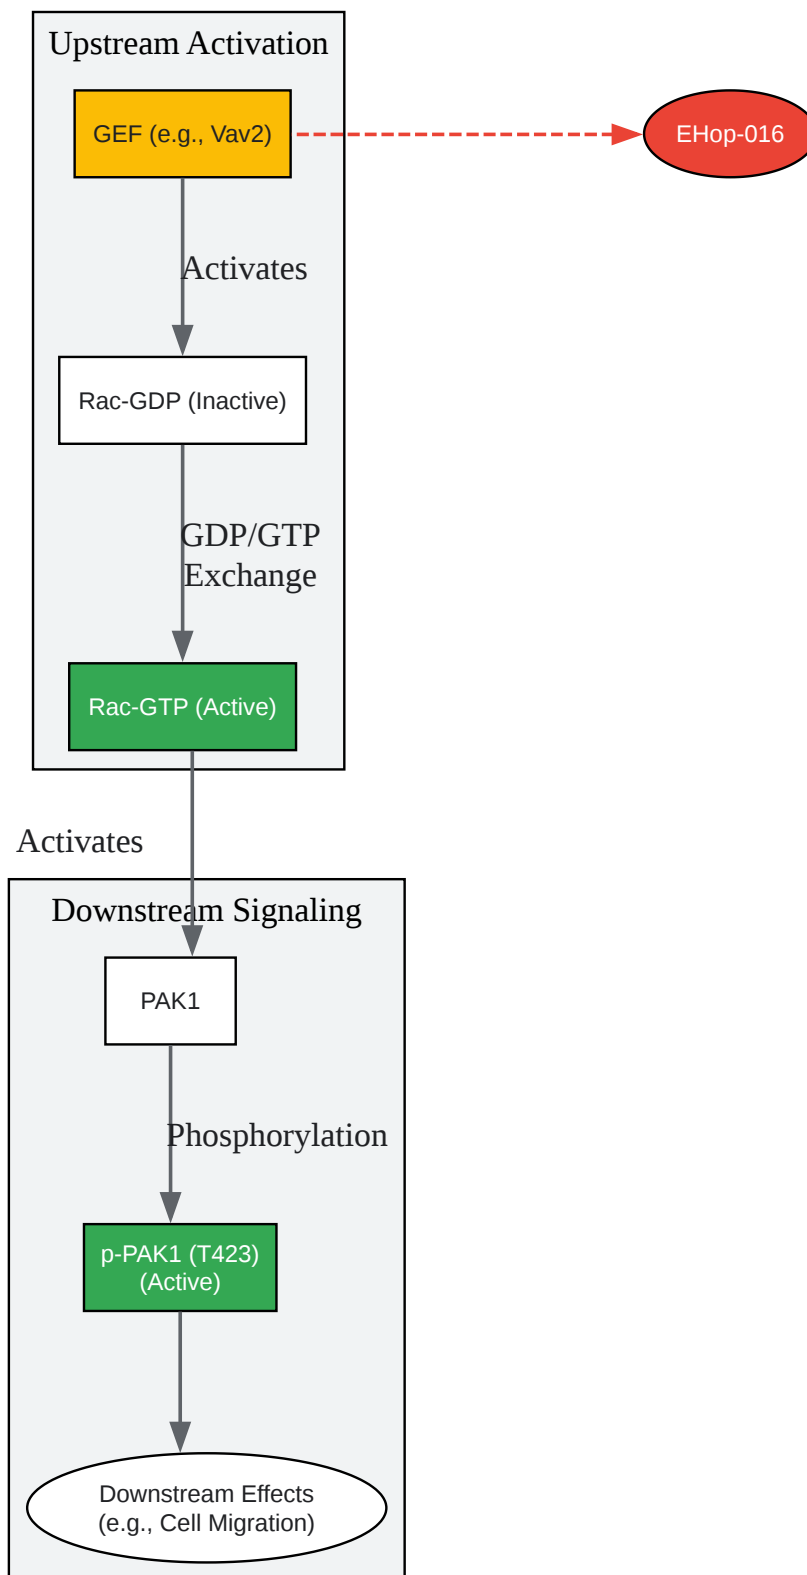 Upstream Activation
GEF (e.g., Vav2)
EHop-016
Activates
Rac-GDP (Inactive)
GDP/GTP
Exchange
Rac-GTP (Active)
Activates
Downstream Signaling
PAK1
Phosphorylation
p-PAK1 (T423)
(Active)
Downstream Effects
(e.g., Cell Migration)